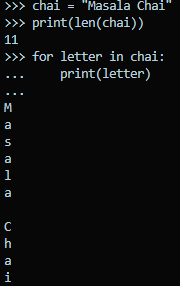 >>> chai = "Masala Chai"
>>> print(len(chai))
11
>>> for letter in chai:
...     print(letter)
...
M
a
s
a
l
a

C
h
a
i